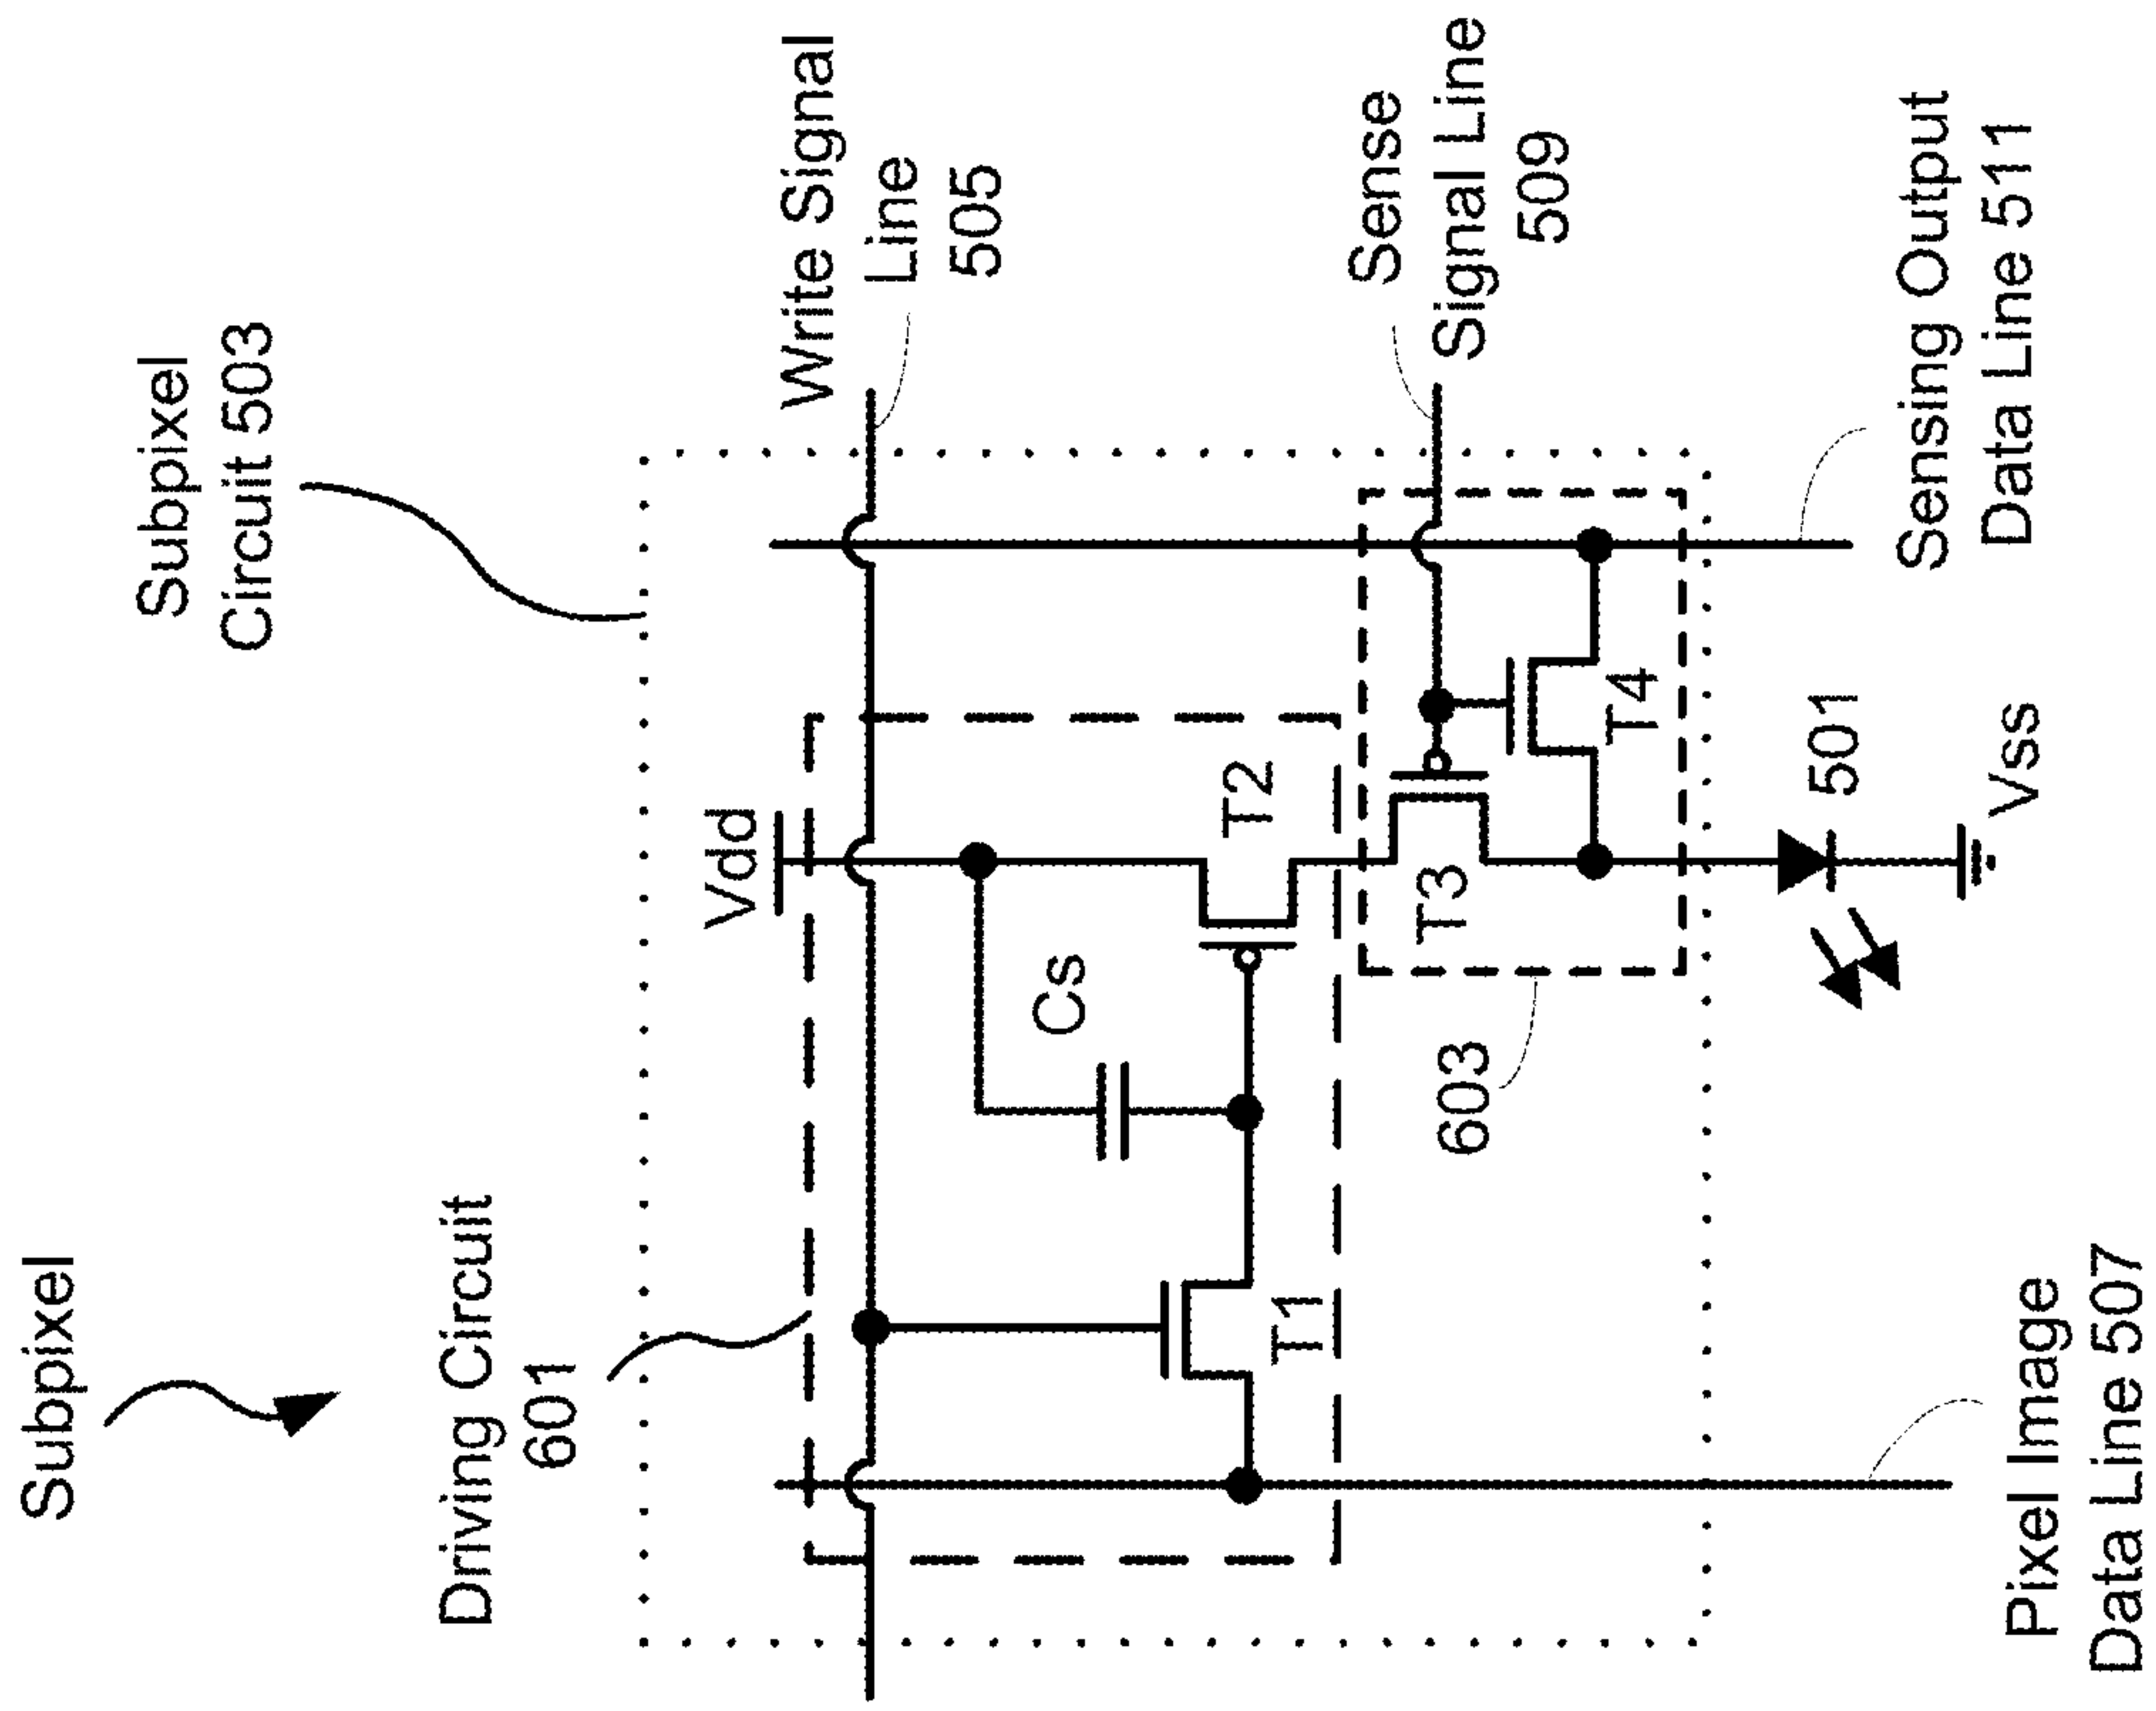 Subpixel
Subpixel
Circuit 503
Driving Circuit
601
Vdd
Write Signal
Line
505
Cs
T2
T1
Sense
Signal Line
509
603
T3
T4
501
Vss
Sensing Output
Data Line 511
Pixel Image
Data Line 507